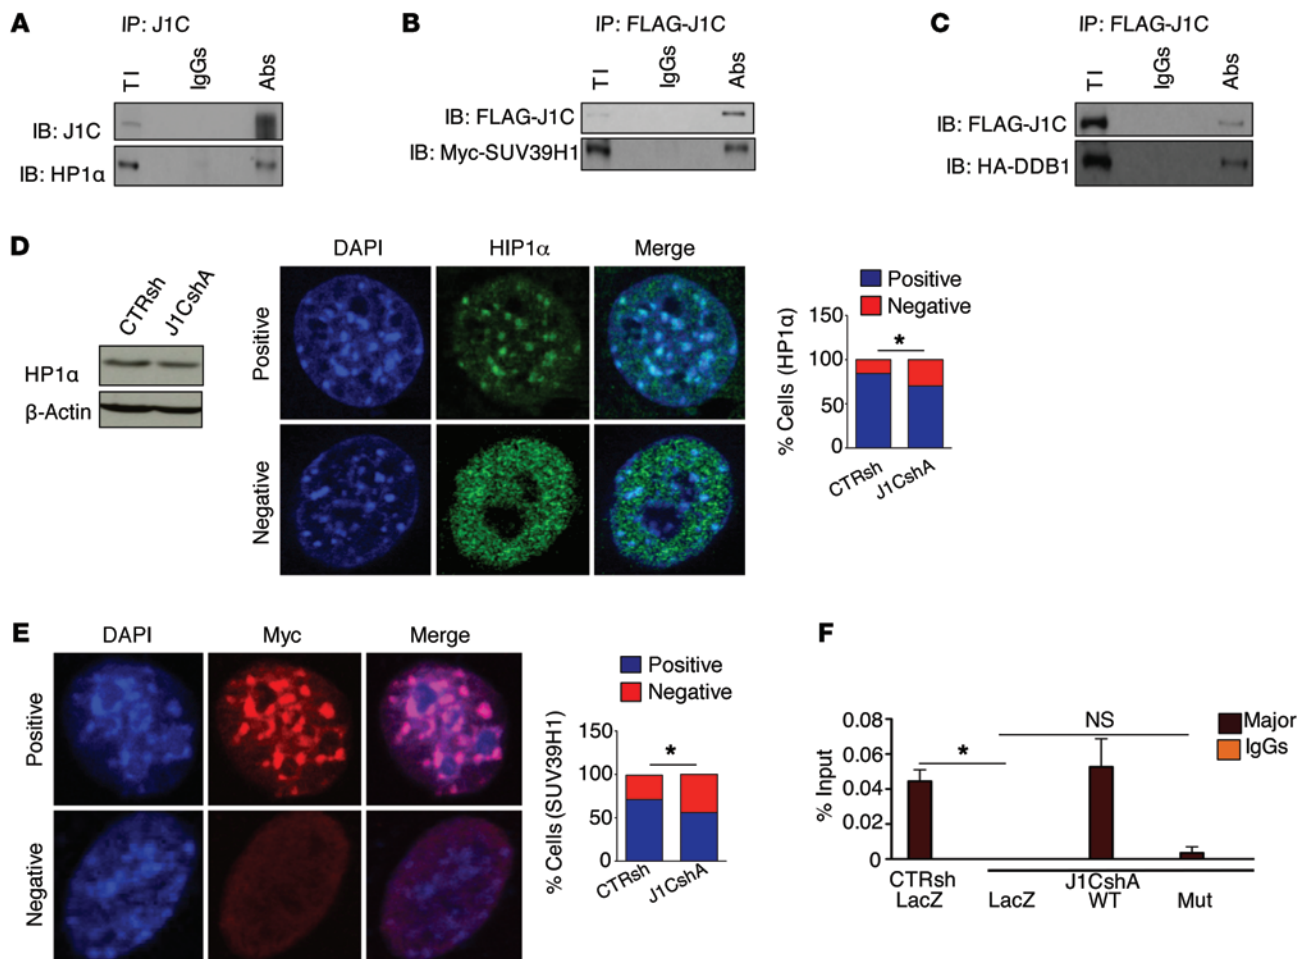 A
IP: J1C
TI
IgGs
Abs
IB: J1C
IB: HP1α
B
IP: FLAG-J1C
TI
IgGs
Abs
IB: FLAG-J1C
IB: Myc-SUV39H1
C
IP: FLAG-J1C
TI
IgGs
Abs
IB: FLAG-J1C
IB: HA-DDB1
D
CTRsh
J1CshA
HP1α
β-Actin
DAPI
HIP1α
Merge
Positive
Negative
Positive
Negative
% Cells (HP1α)
150
100
50
0
*
CTRsh
J1CshA
E
DAPI
Myc
Merge
Positive
Negative
Positive
Negative
% Cells (SUV39H1)
150
100
50
0
*
CTRsh
J1CshA
F
Major
IgGs
% Input
0.08
0.06
0.04
0.02
0
*
NS
CTRsh
LacZ
LacZ
J1CshA
WT
Mut